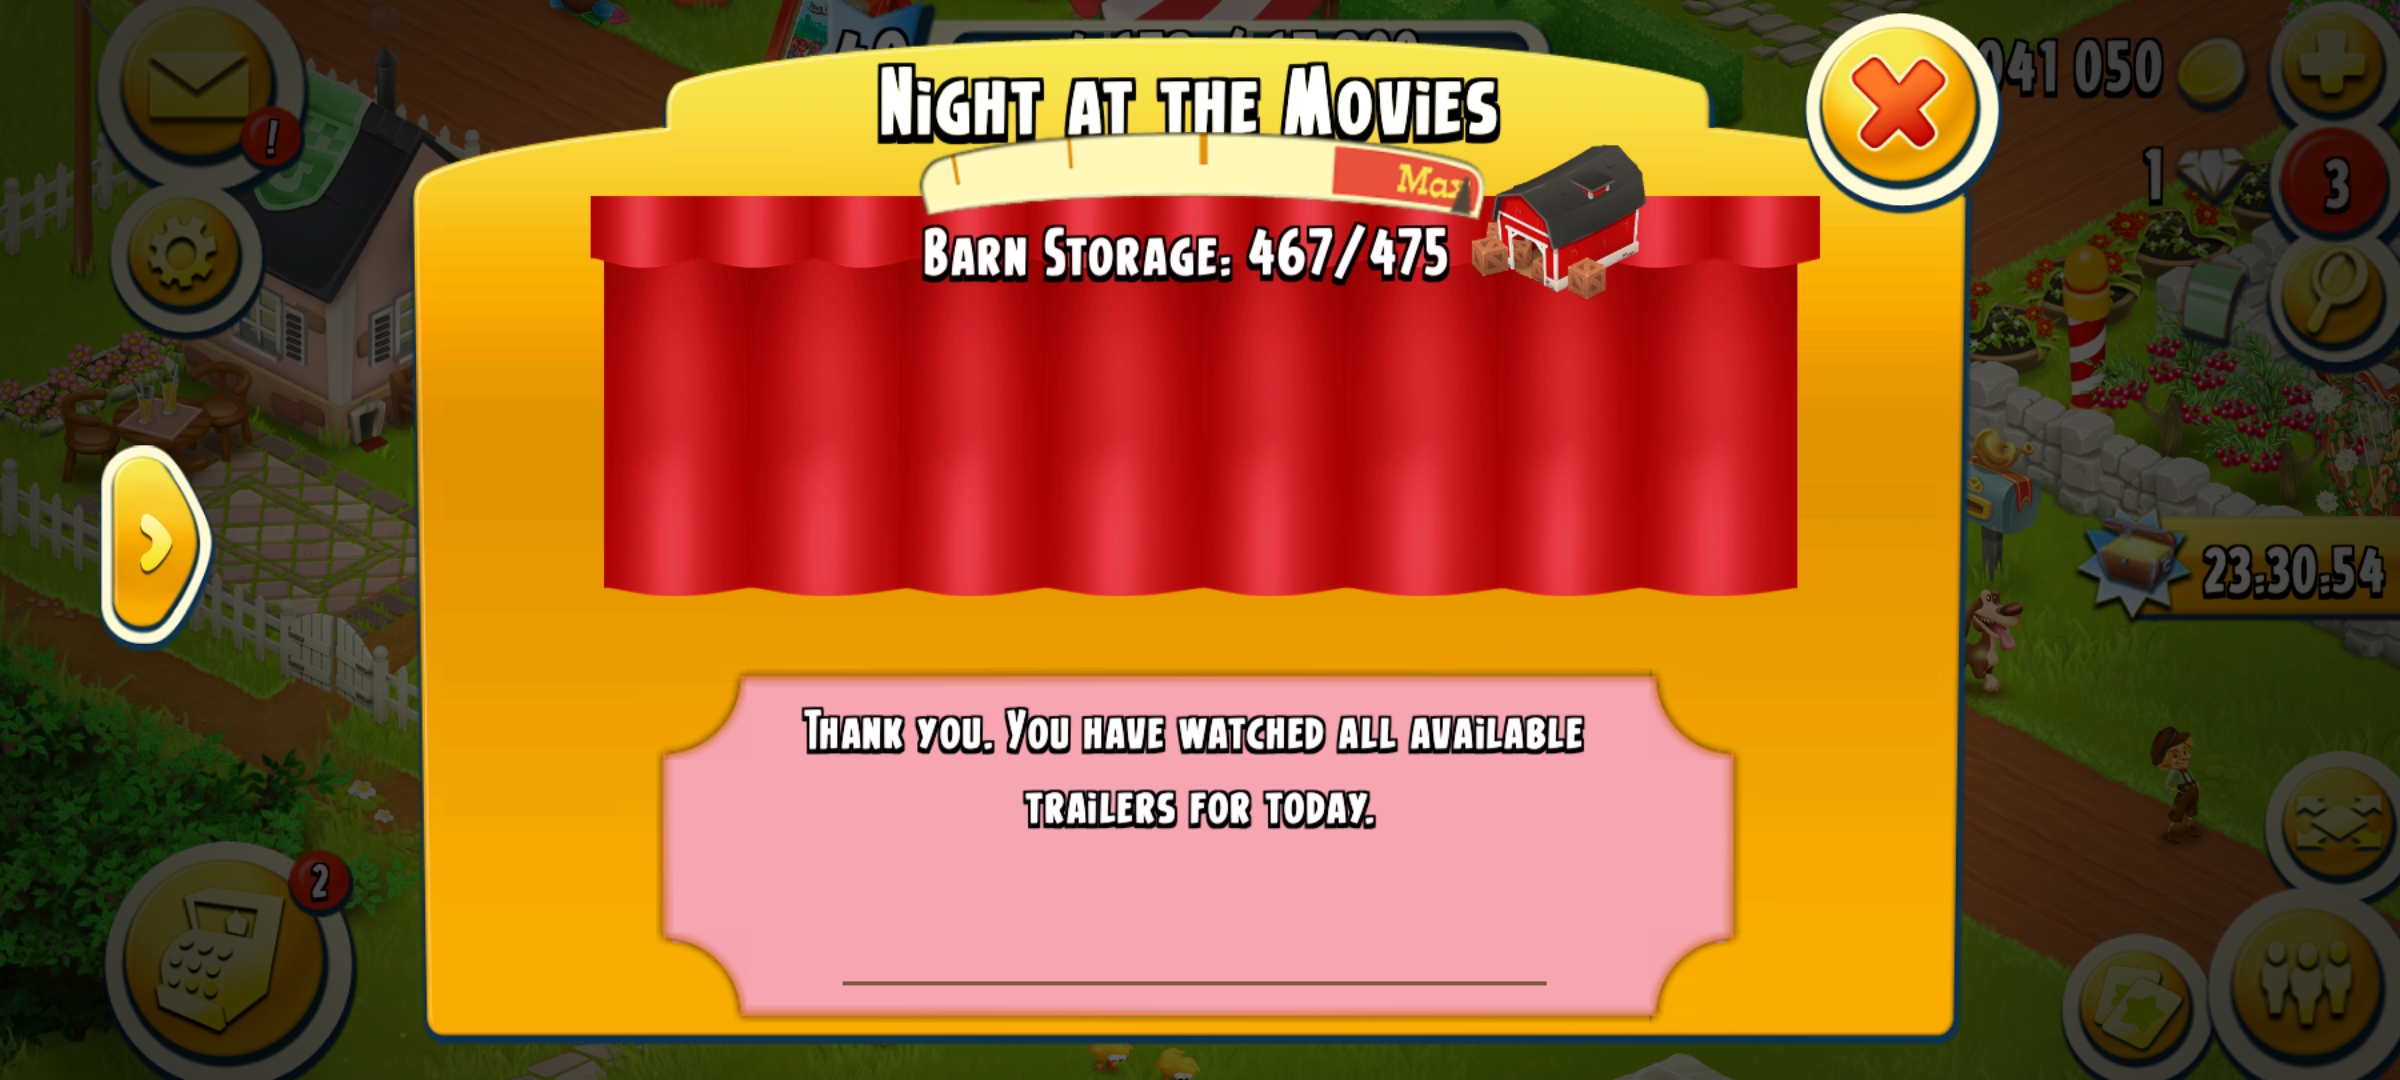 Night at the Movies
041 050
Max
1
3
Barn Storage: 467/475
!
23:30:54
Thank you. You have watched all available
trailers for today.
2